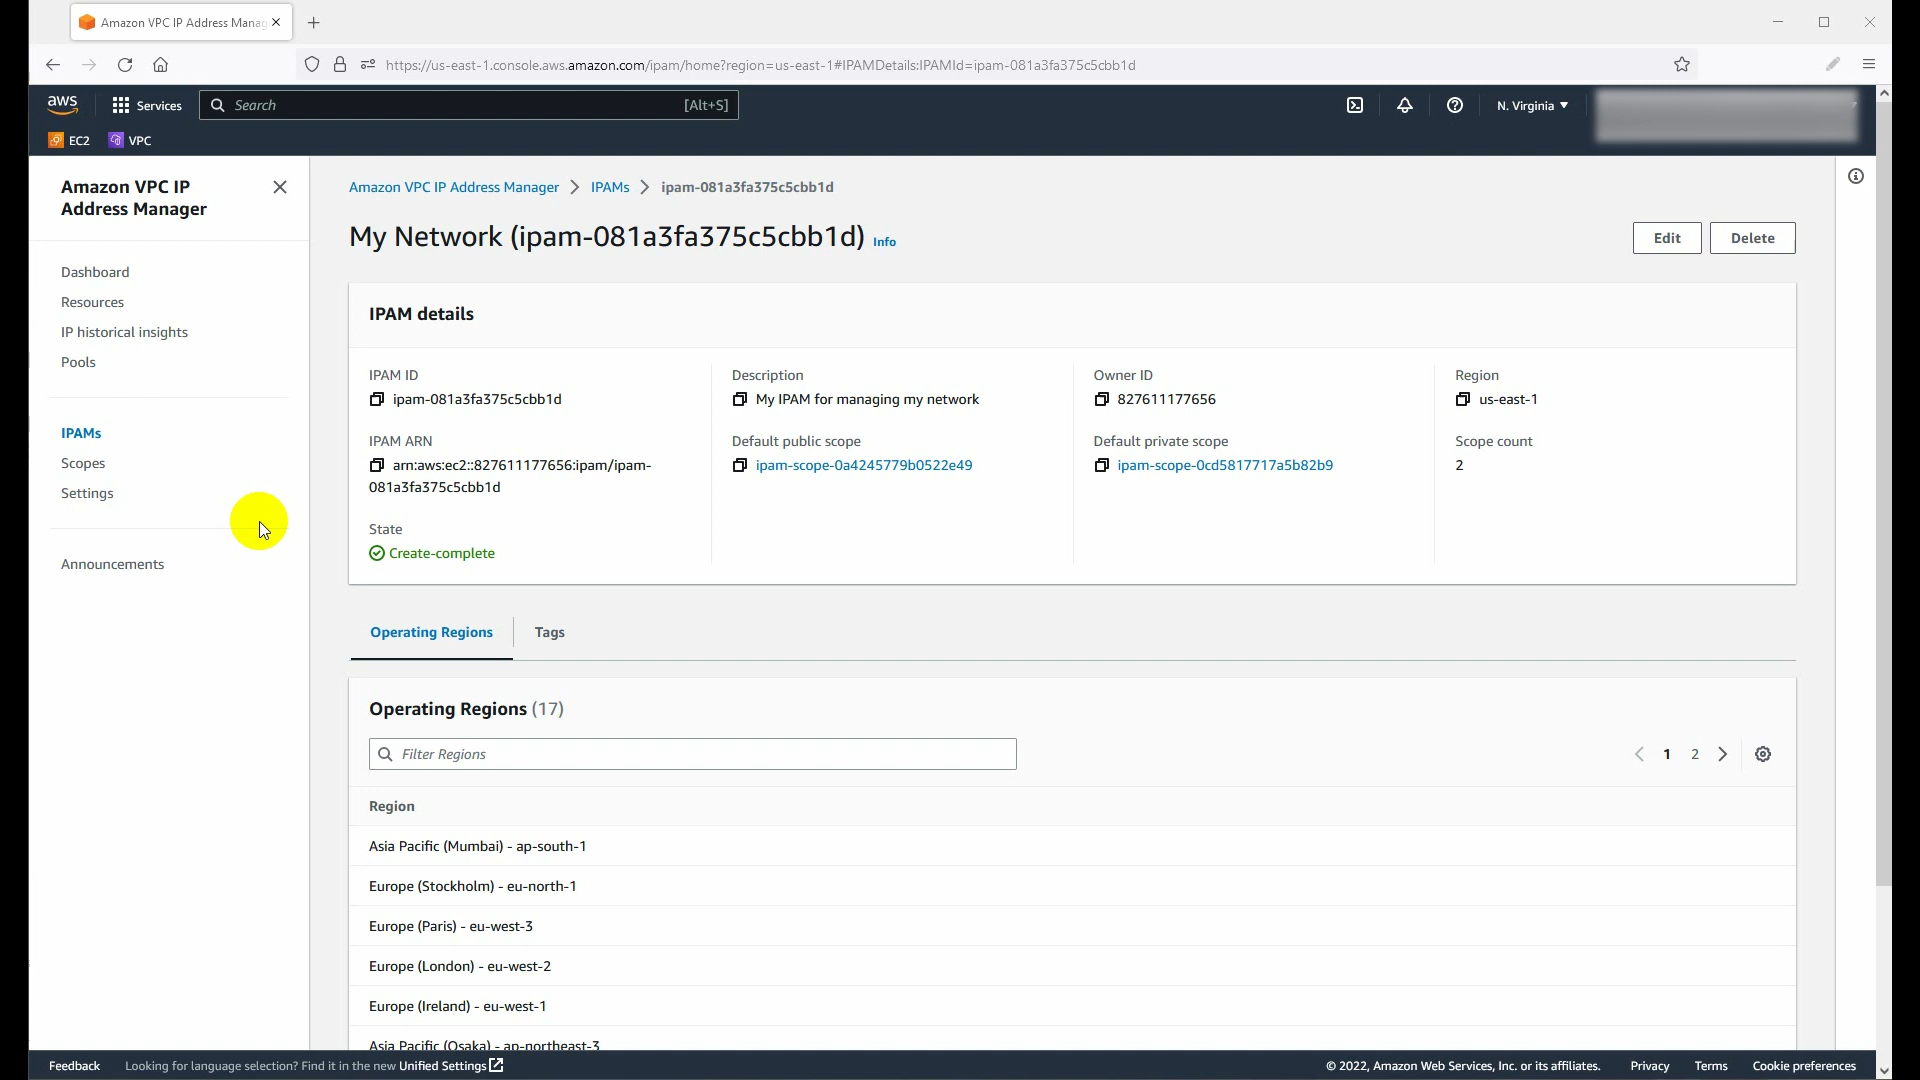 Amazon VPC IP Address Manag
https://us-east-1.console.aws.amazon.com/ipam/home?region=us-east-1#IPAMDetails:IPAMId=ipam-081a3fa375c5cbb1d
aws
Services
Search
[Alt+S]
N. Virginia
EC2
VPC
Amazon VPC IP
Address Manager
Dashboard
Resources
IP historical insights
Pools
IPAMs
Scopes
Settings
Announcements
Amazon VPC IP Address Manager > IPAMs > ipam-081a3fa375c5cbb1d
My Network (ipam-081a3fa375c5cbb1d) Info
Edit
Delete
IPAM details
IPAM ID
ipam-081a3fa375c5cbb1d
IPAM ARN
arn:aws:ec2::827611177656:ipam/ipam-
081a3fa375c5cbb1d
State
Create-complete
Description
My IPAM for managing my network
Default public scope
ipam-scope-0a4245779b0522e49
Owner ID
827611177656
Default private scope
ipam-scope-0cd5817717a5b82b9
Region
us-east-1
Scope count
2
Operating Regions
Tags
Operating Regions (17)
Filter Regions
1 2
Region
Asia Pacific (Mumbai) - ap-south-1
Europe (Stockholm) - eu-north-1
Europe (Paris) - eu-west-3
Europe (London) - eu-west-2
Europe (Ireland) - eu-west-1
Asia Pacific (Osaka) - ap-northeast-3
Feedback
Looking for language selection? Find it in the new Unified Settings
© 2022, Amazon Web Services, Inc. or its affiliates.
Privacy
Terms
Cookie preferences